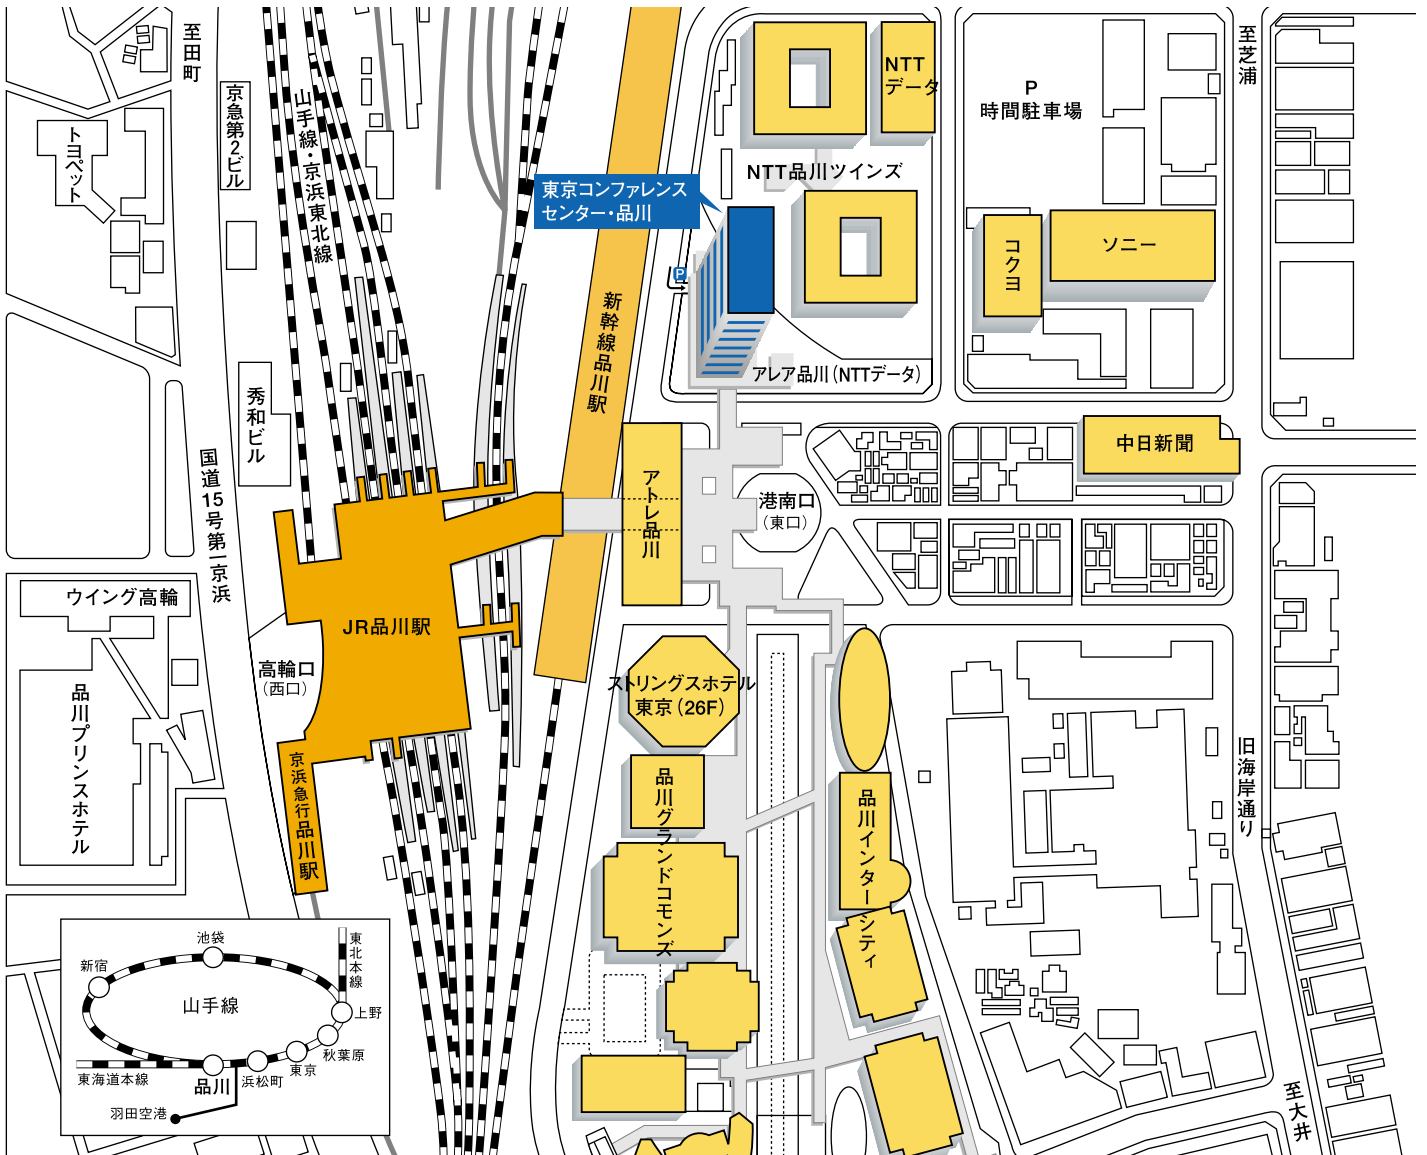 至田町
京急第2ビル
トヨペット
山手線・京浜東北線
NTT
データ
P
時間駐車場
至芝浦
NTT品川ツインズ
東京コンファレンス
センター・品川
コクヨ
ソニー
P
新幹線品川駅
アレア品川(NTTデータ)
秀和ビル
国道15号第一京浜
アトレ品川
港南口
(東口)
中日新聞
ウイング高輪
JR品川駅
高輪口
(西口)
品川プリンスホテル
ストリングスホテル
東京(26F)
京浜急行品川駅
品川グランドコモンズ
品川インターシティ
旧海岸通り
至大井
池袋
新宿
山手線
東北本線
上野
秋葉原
東京
浜松町
品川
東海道本線
羽田空港